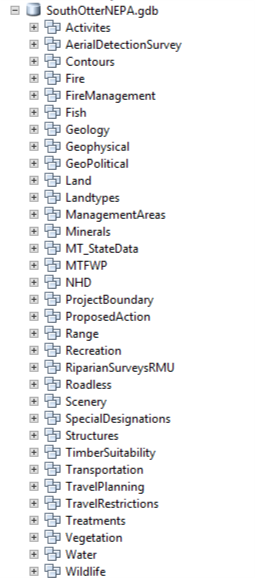 SouthOtterNEPA.gdb
Activites
AerialDetectionSurvey
Contours
Fire
FireManagement
Fish
Geology
Geophysical
GeoPolitical
Land
Landtypes
ManagementAreas
Minerals
MT_StateData
MTFWP
NHD
ProjectBoundary
ProposedAction
Range
Recreation
RiparianSurveysRMU
Roadless
Scenery
SpecialDesignations
Structures
TimberSuitability
Transportation
TravelPlanning
TravelRestrictions
Treatments
Vegetation
Water
Wildlife